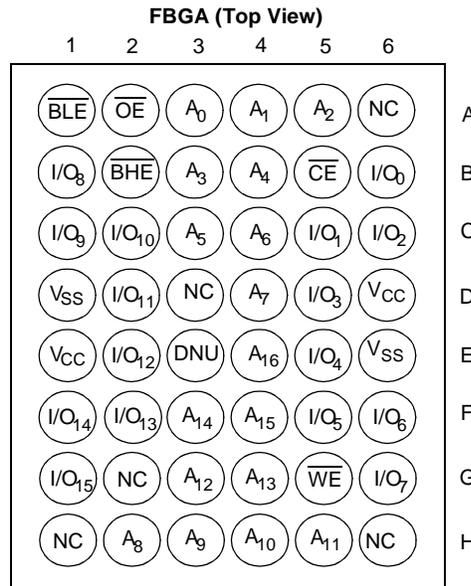 FBGA (Top View)
1 2 3 4 5 6
BLE OE A0 A1 A2 NC A
I/O8 BHE A3 A4 CE I/O0 B
I/O9 I/O10 A5 A6 I/O1 I/O2 C
VSS I/O11 NC A7 I/O3 VCC D
VCC I/O12 DNU A16 I/O4 VSS E
I/O14 I/O13 A14 A15 I/O5 I/O6 F
I/O15 NC A12 A13 WE I/O7 G
NC A8 A9 A10 A11 NC H